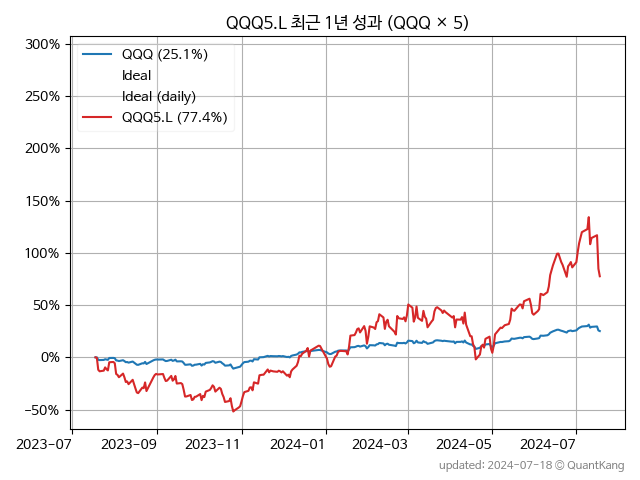 QQQ5.L 최근 1년 성과 (QQQ × 5)
300%
250%
200%
150%
100%
50%
0%
−50%
QQQ (25.1%)
Ideal
Ideal (daily)
QQQ5.L (77.4%)
2023-07
2023-09
2023-11
2024-01
2024-03
2024-05
2024-07
updated: 2024-07-18 © QuantKang